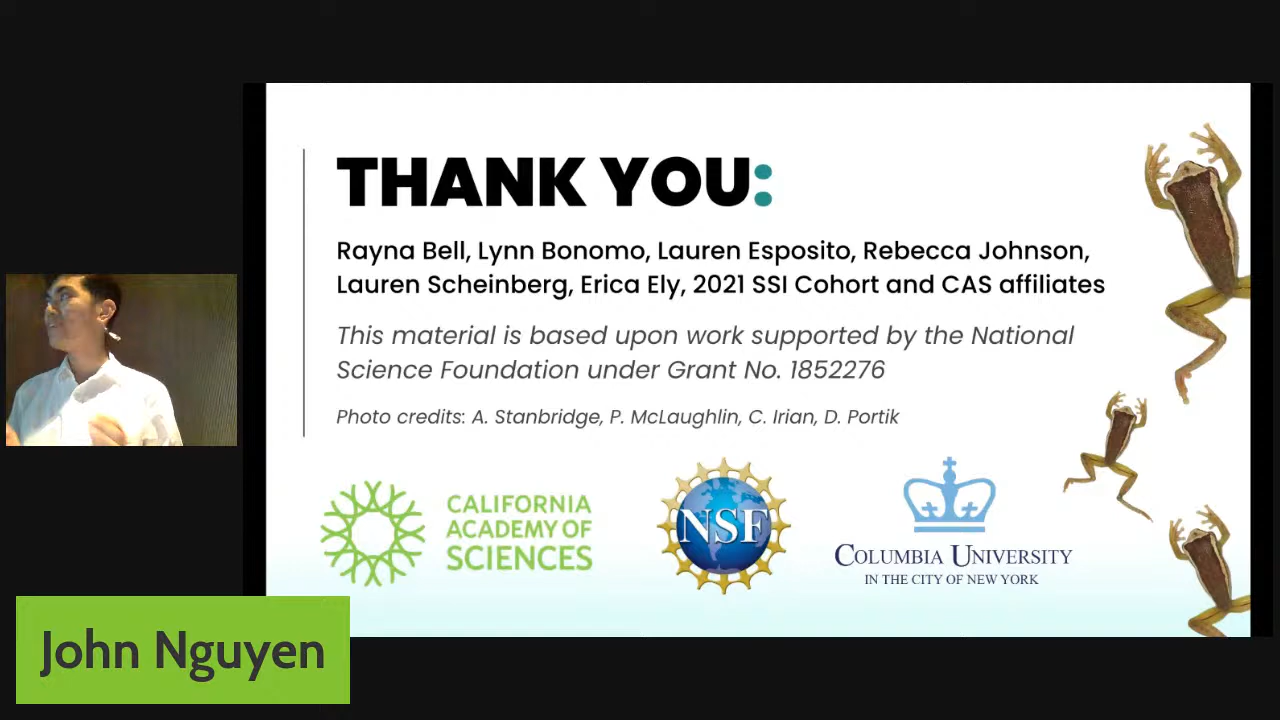 THANK YOU:
Rayna Bell, Lynn Bonomo, Lauren Esposito, Rebecca Johnson,
Lauren Scheinberg, Erica Ely, 2021 SSI Cohort and CAS affiliates
This material is based upon work supported by the National
Science Foundation under Grant No. 1852276
Photo credits: A. Stanbridge, P. McLaughlin, C. Irian, D. Portik
CALIFORNIA
ACADEMY OF
SCIENCES
NSF
COLUMBIA UNIVERSITY
IN THE CITY OF NEW YORK
John Nguyen